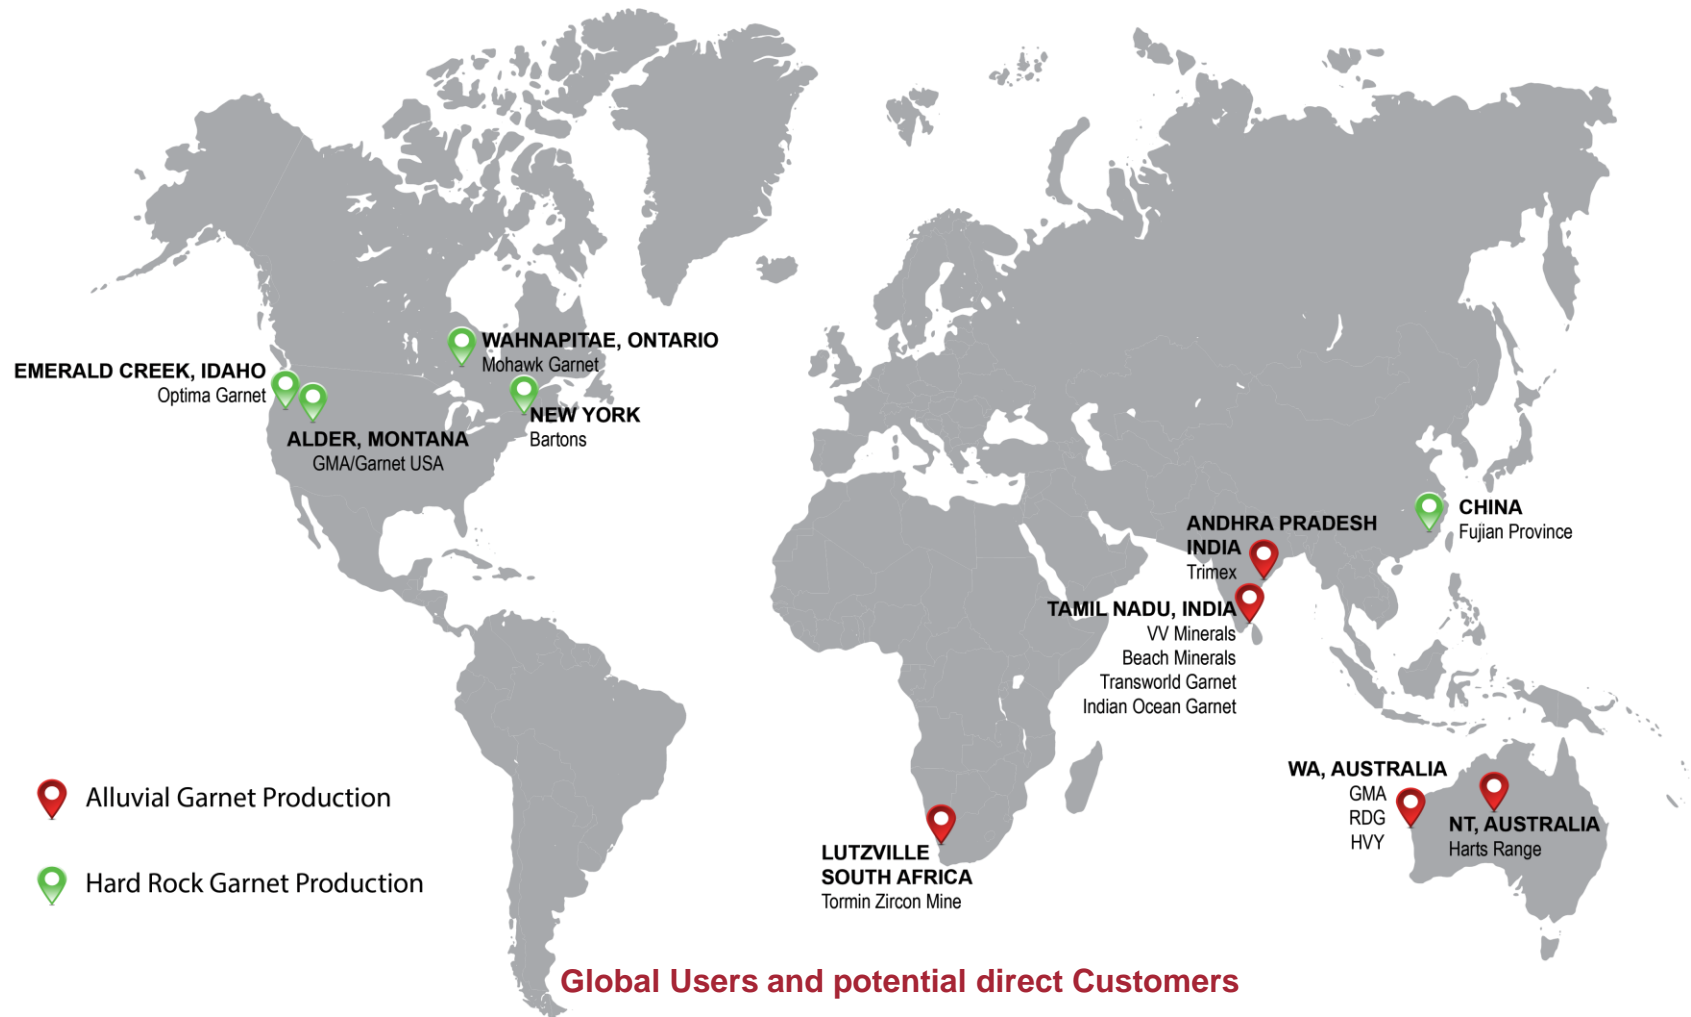 WAHNAPITAE, ONTARIO
Mohawk Garnet
EMERALD CREEK, IDAHO
Optima Garnet
NEW YORK
Bartons
ALDER, MONTANA
GMA/Garnet USA
CHINA
Fujian Province
ANDHRA PRADESH
INDIA
Trimex
TAMIL NADU, INDIA
VV Minerals
Beach Minerals
Transworld Garnet
Indian Ocean Garnet
WA, AUSTRALIA
GMA
RDG
HVY
NT, AUSTRALIA
Harts Range
LUTZVILLE
SOUTH AFRICA
Tormin Zircon Mine
Alluvial Garnet Production
Hard Rock Garnet Production
Global Users and potential direct Customers